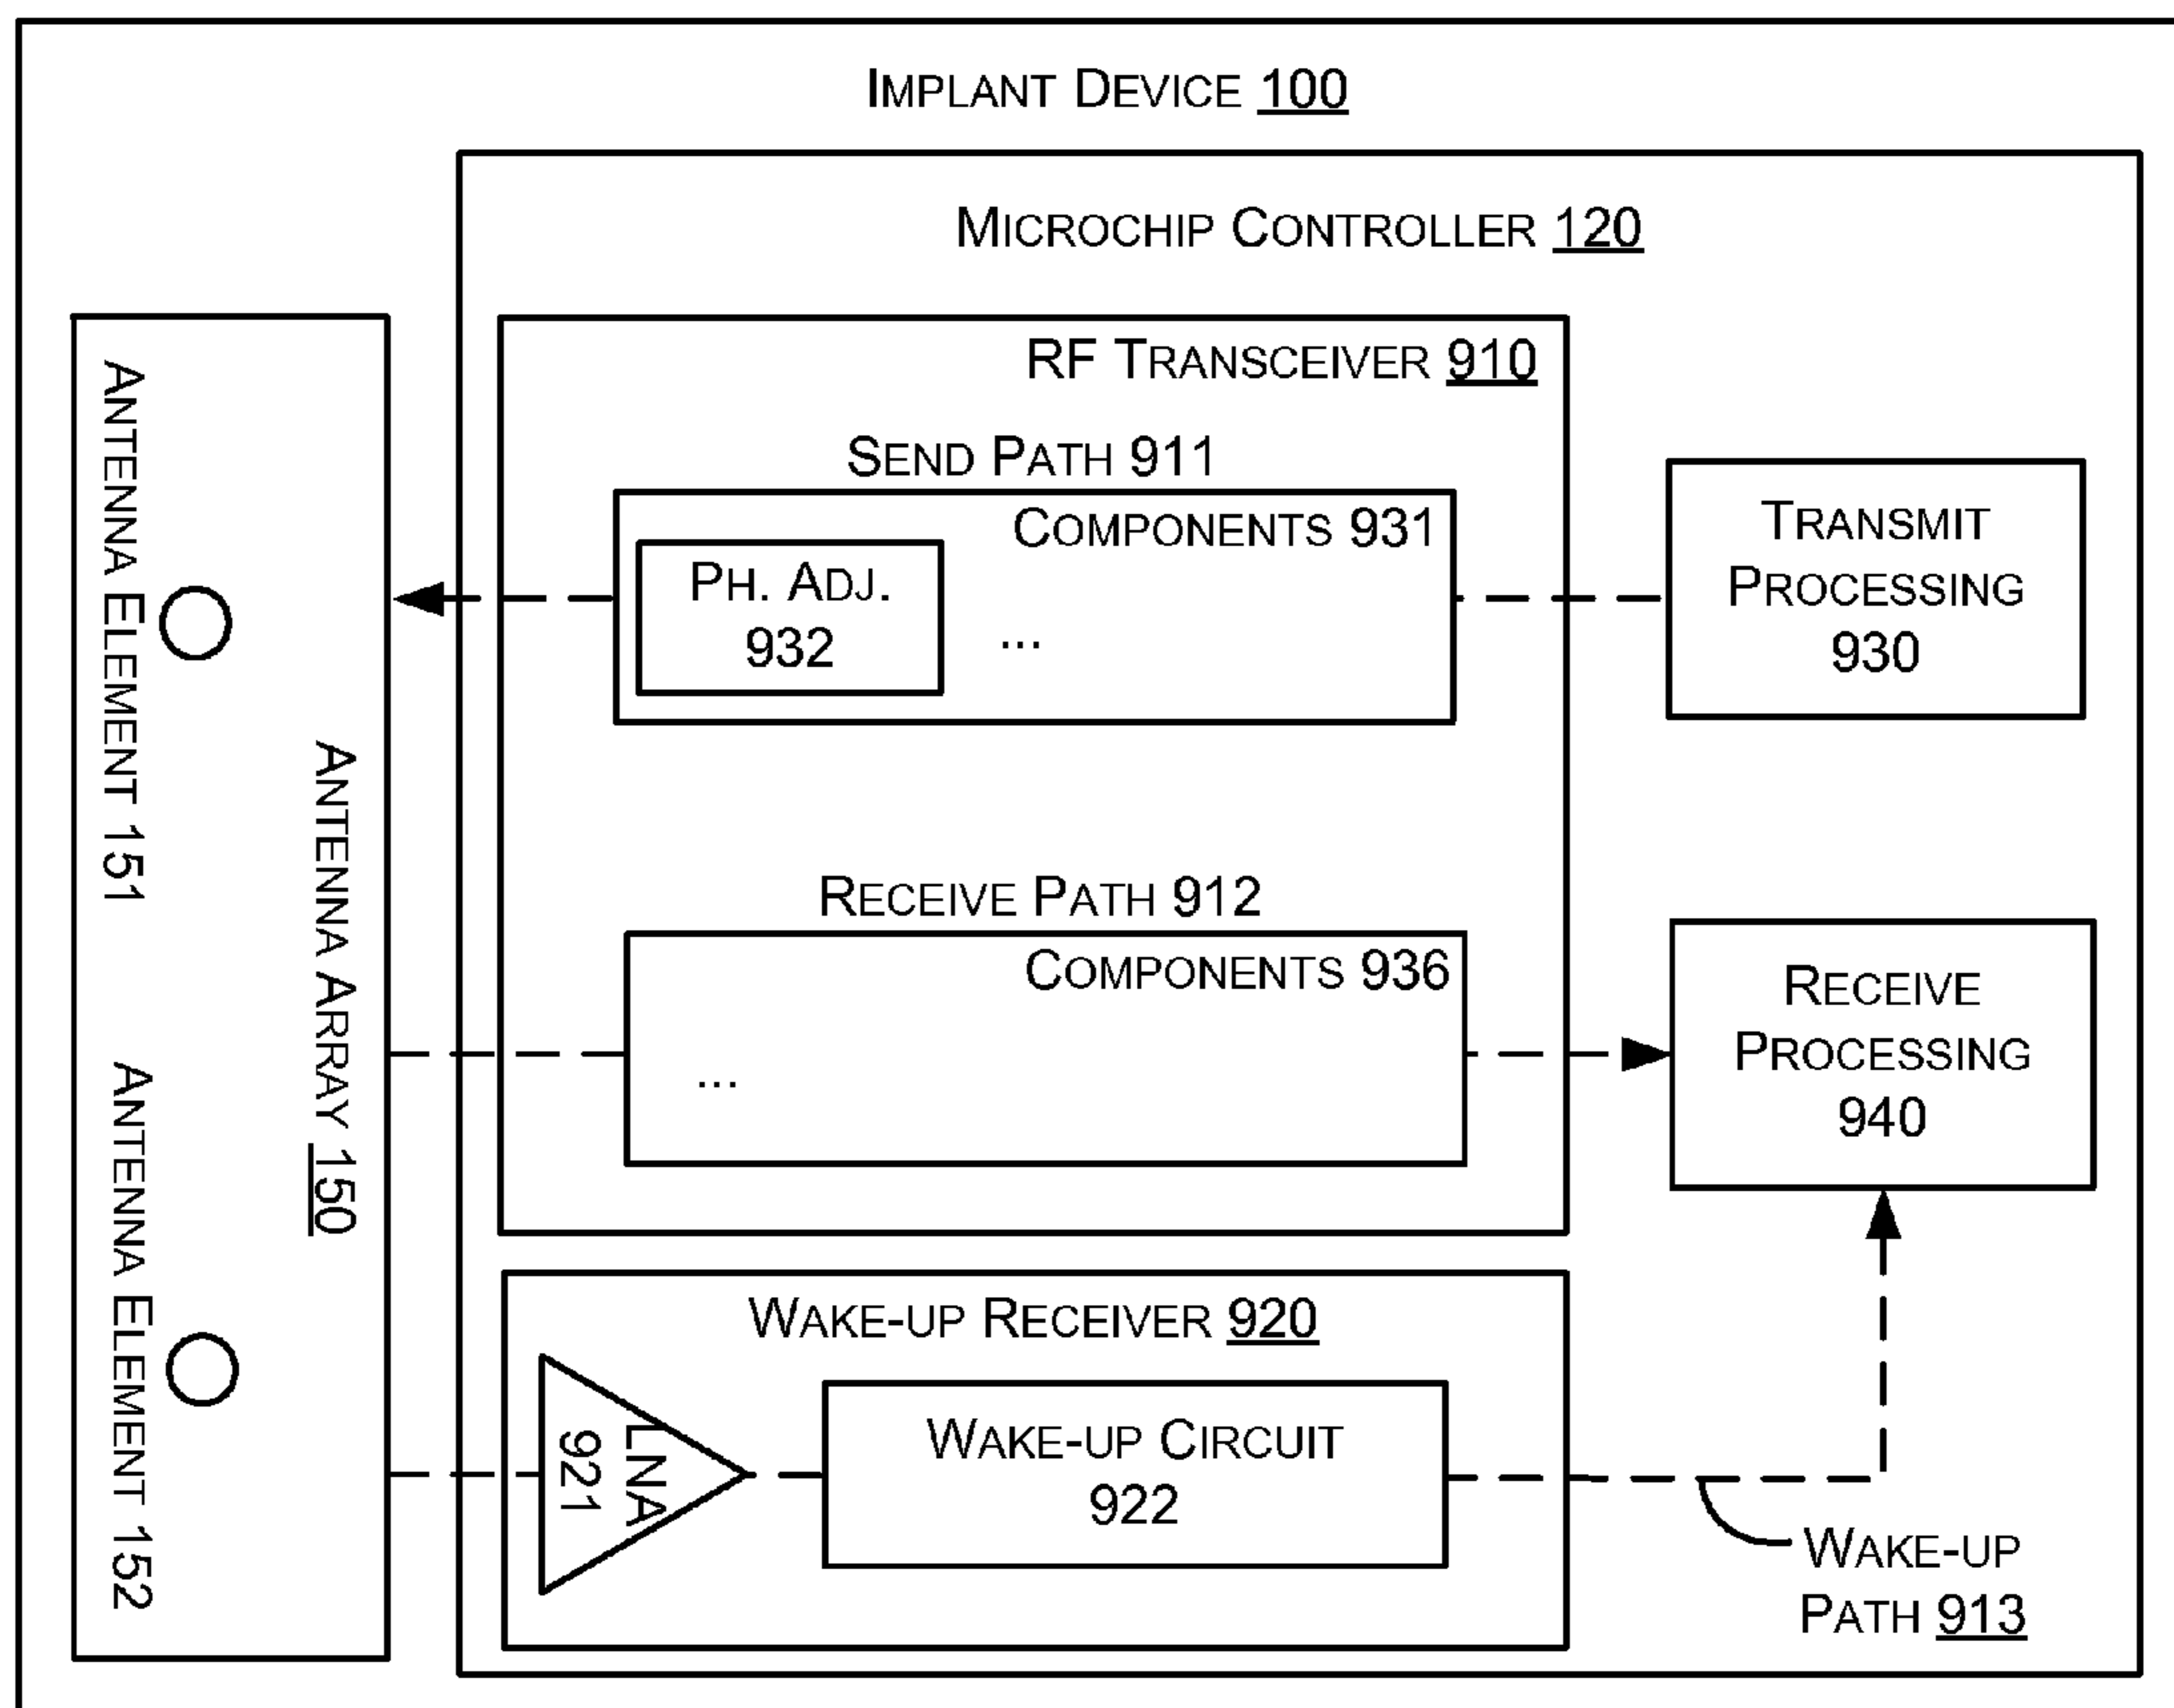 IMPLANT DEVICE 100
MICROCHIP CONTROLLER 120
RF TRANSCEIVER 910
SEND PATH 911
COMPONENTS 931
PH. ADJ.
932
...
TRANSMIT
PROCESSING
930
ANTENNA ELEMENT 151
ANTENNA ARRAY 150
ANTENNA ELEMENT 152
RECEIVE PATH 912
COMPONENTS 936
...
RECEIVE
PROCESSING
940
WAKE-UP RECEIVER 920
LNA
921
WAKE-UP CIRCUIT
922
WAKE-UP
PATH 913